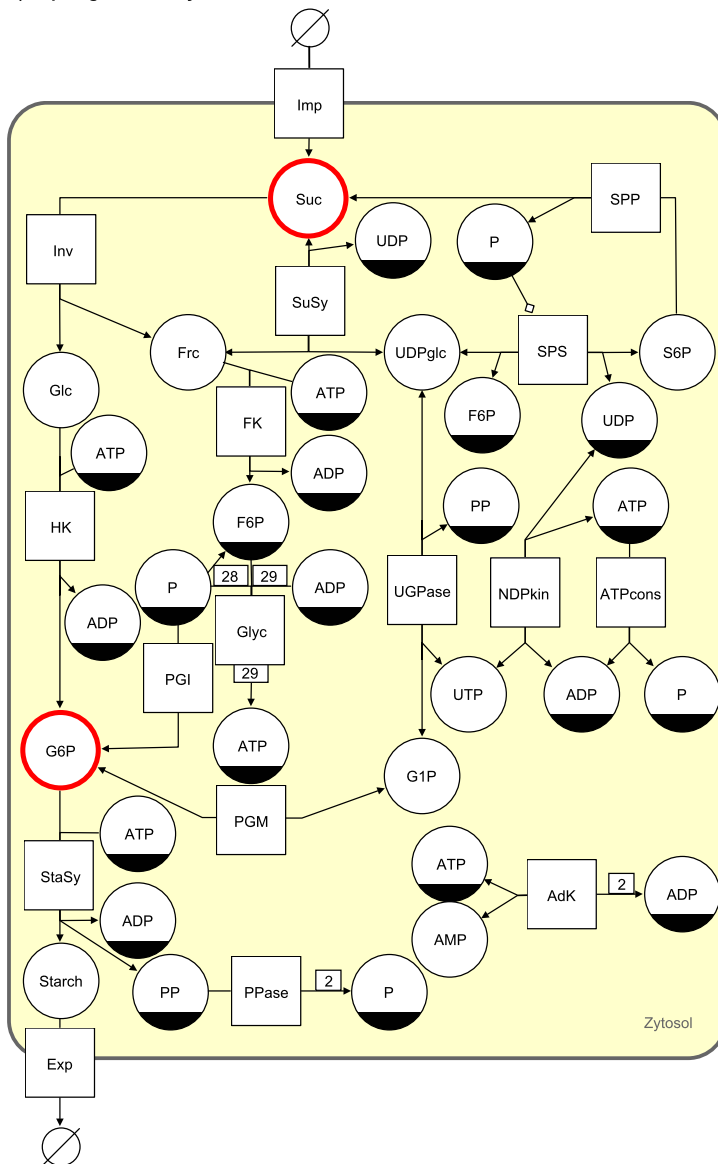 Imp
Suc
SPP
UDP
P
Inv
SuSy
Frc
UDPglc
SPS
S6P
Glc
ATP
FK
F6P
UDP
ATP
ADP
HK
F6P
PP
ATP
P
28
29
ADP
UGPase
NDPkin
ATPcons
ADP
Glyc
PGI
29
UTP
ADP
P
G6P
ATP
G1P
PGM
ATP
StaSy
ATP
AdK
2
ADP
ADP
AMP
Starch
PP
PPase
2
P
Zytosol
Exp